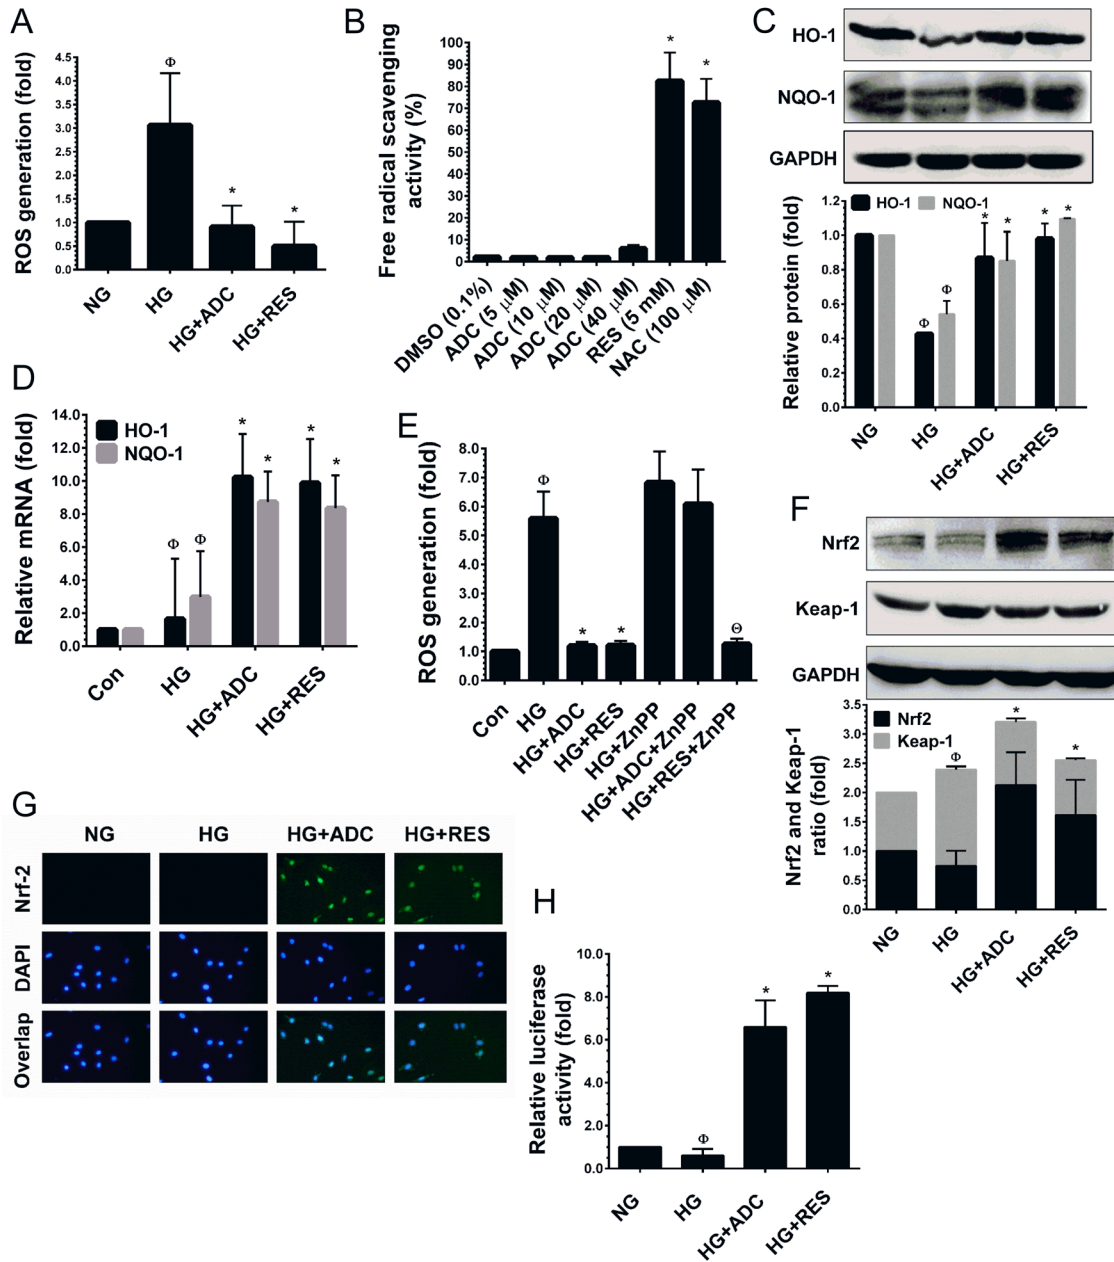 A
ROS generation (fold)
4.5
4.0
3.5
3.0
2.5
2.0
1.5
1.0
0.5
0.0
Φ
*
*
NG
HG
HG+ADC
HG+RES
B
Free radical scavenging
activity (%)
100
90
80
70
60
50
40
30
20
10
0
*
*
DMSO (0.1%)
ADC (5 μM)
ADC (10 μM)
ADC (20 μM)
ADC (40 μM)
RES (5 mM)
NAC (100 μM)
C
HO-1
NQO-1
GAPDH
Relative protein (fold)
1.2
1.0
0.8
0.6
0.4
0.2
0.0
HO-1 NQO-1
Φ Φ
* *
* *
NG
HG
HG+ADC
HG+RES
D
Relative mRNA (fold)
14.0
12.0
10.0
8.0
6.0
4.0
2.0
0.0
HO-1
NQO-1
Φ Φ
* *
* *
Con
HG
HG+ADC
HG+RES
E
ROS generation (fold)
8.0
7.0
6.0
5.0
4.0
3.0
2.0
1.0
0.0
Φ
*
*
Θ
Con
HG
HG+ADC
HG+RES
HG+ZnPP
HG+ADC+ZnPP
HG+RES+ZnPP
F
Nrf2
Keap-1
GAPDH
Nrf2 and Keap-1
ratio (fold)
3.5
3.0
2.5
2.0
1.5
1.0
0.5
0.0
Nrf2
Keap-1
Φ
*
*
NG
HG
HG+ADC
HG+RES
G
NG HG HG+ADC HG+RES
Nrf-2
DAPI
Overlap
H
Relative luciferase
activity (fold)
10.0
8.0
6.0
4.0
2.0
0.0
Φ
*
*
NG
HG
HG+ADC
HG+RES